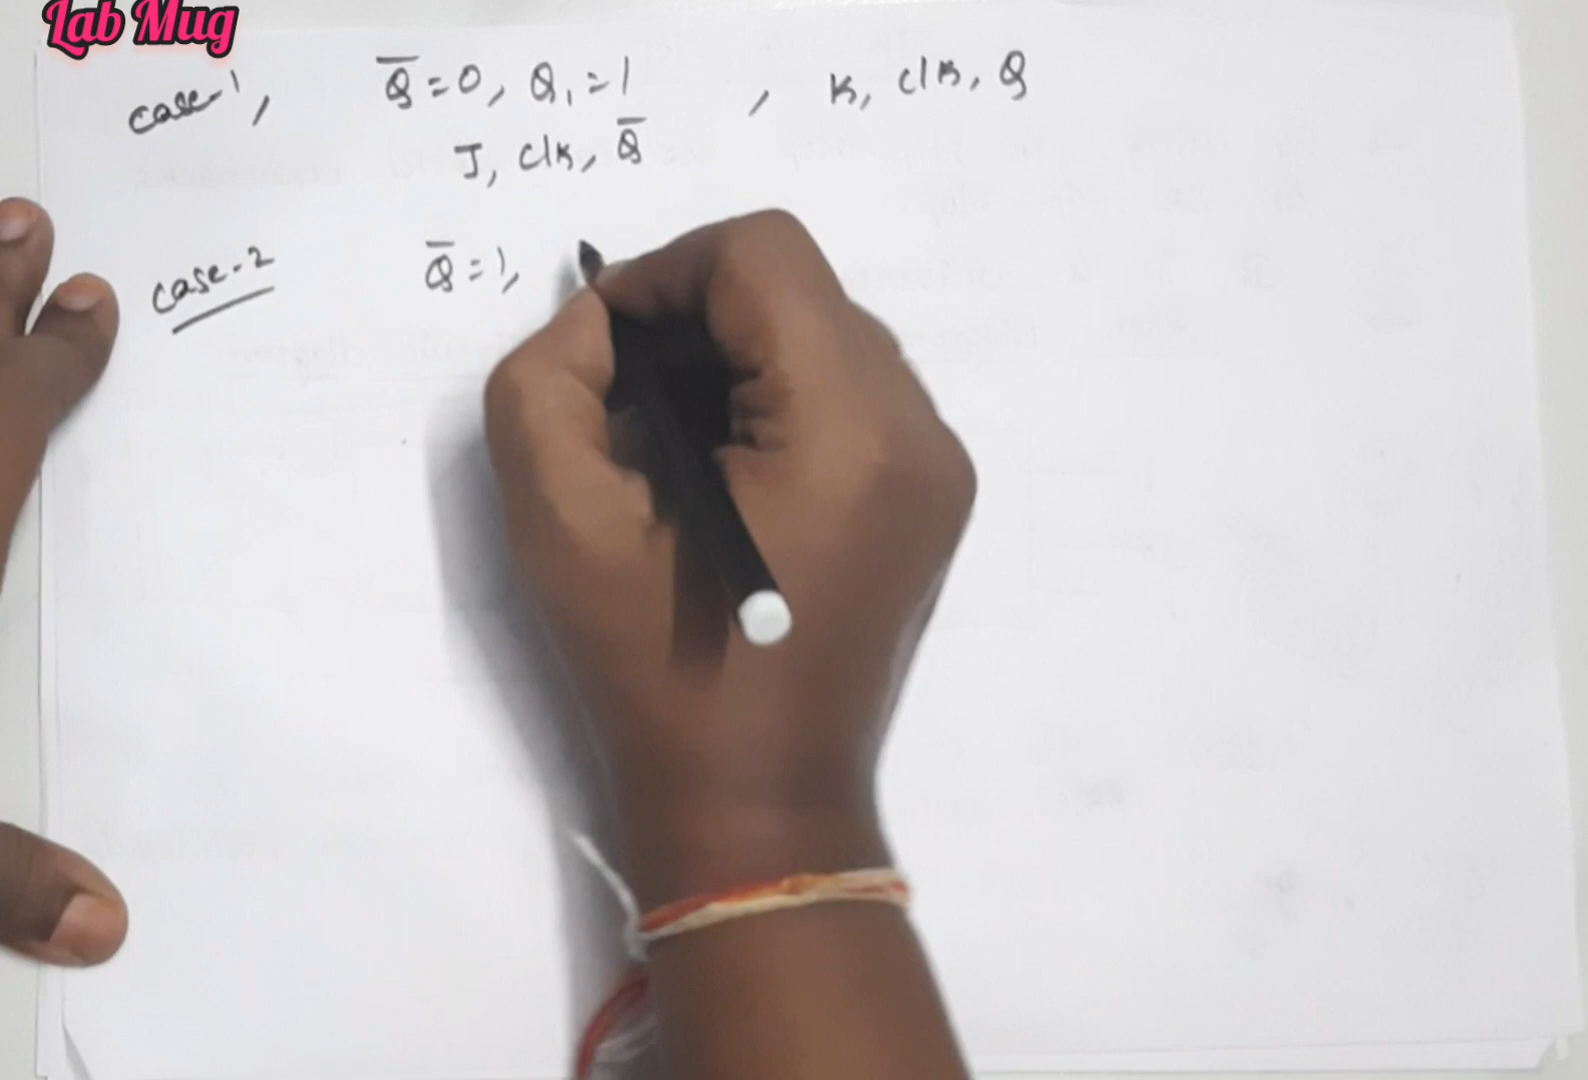 Lab Mug
case-1, Q̅ = 0, Q₁ = 1 , K, clk, Q
J, clk, Q̅
case-2 Q̅ = 1,